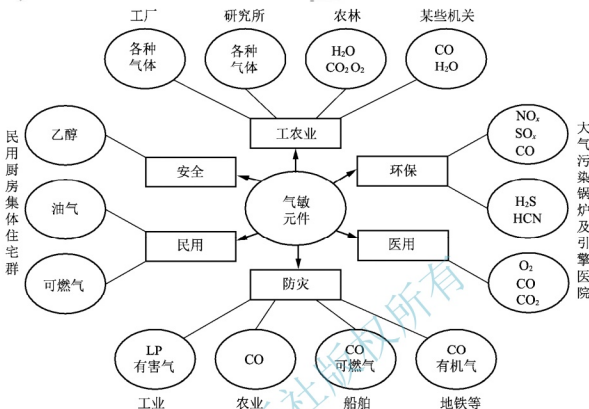 工厂
研究所
农林
某些机关
各种
气体
各种
气体
H₂O
CO₂ O₂
CO
H₂O
工农业
乙醇
安全
环保
NOₓ
SOₓ
CO
油气
气敏
元件
H₂S
HCN
民用
医用
可燃气
防灾
O₂
CO
CO₂
民用厨房集体住宅群
大气污染锅炉及引擎医院
LP
有害气
CO
CO
可燃气
CO
有机气
工业
农业
船舶
地铁等
社版权所有